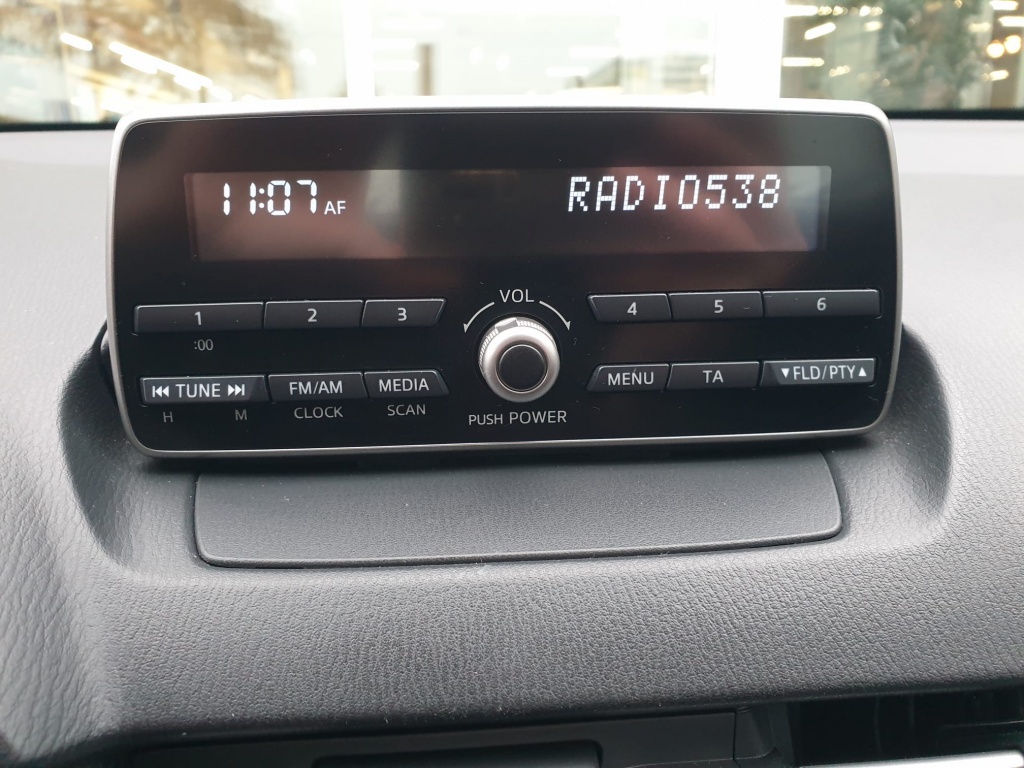 11:07 AF RADIO538
VOL
1 2 3 4 5 6
:00
⏮ TUNE ⏭ FM/AM MEDIA MENU TA ▼FLD/PTY▲
H M CLOCK SCAN PUSH POWER